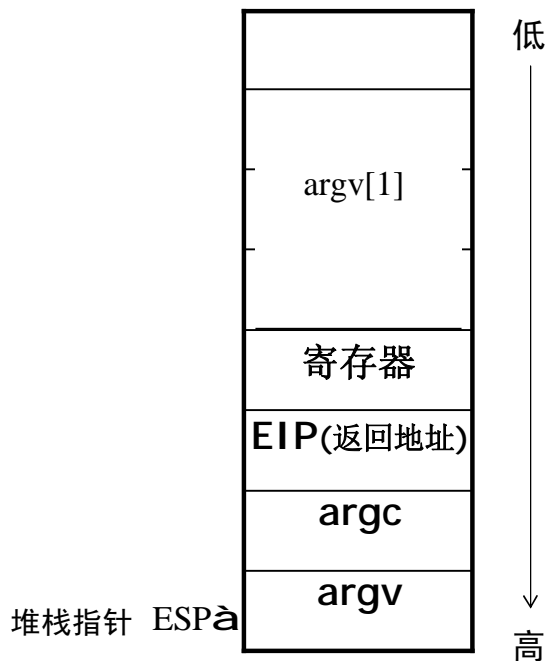 低
argv[1]
寄存器
EIP(返回地址)
argc
argv
堆栈指针 ESPà
高